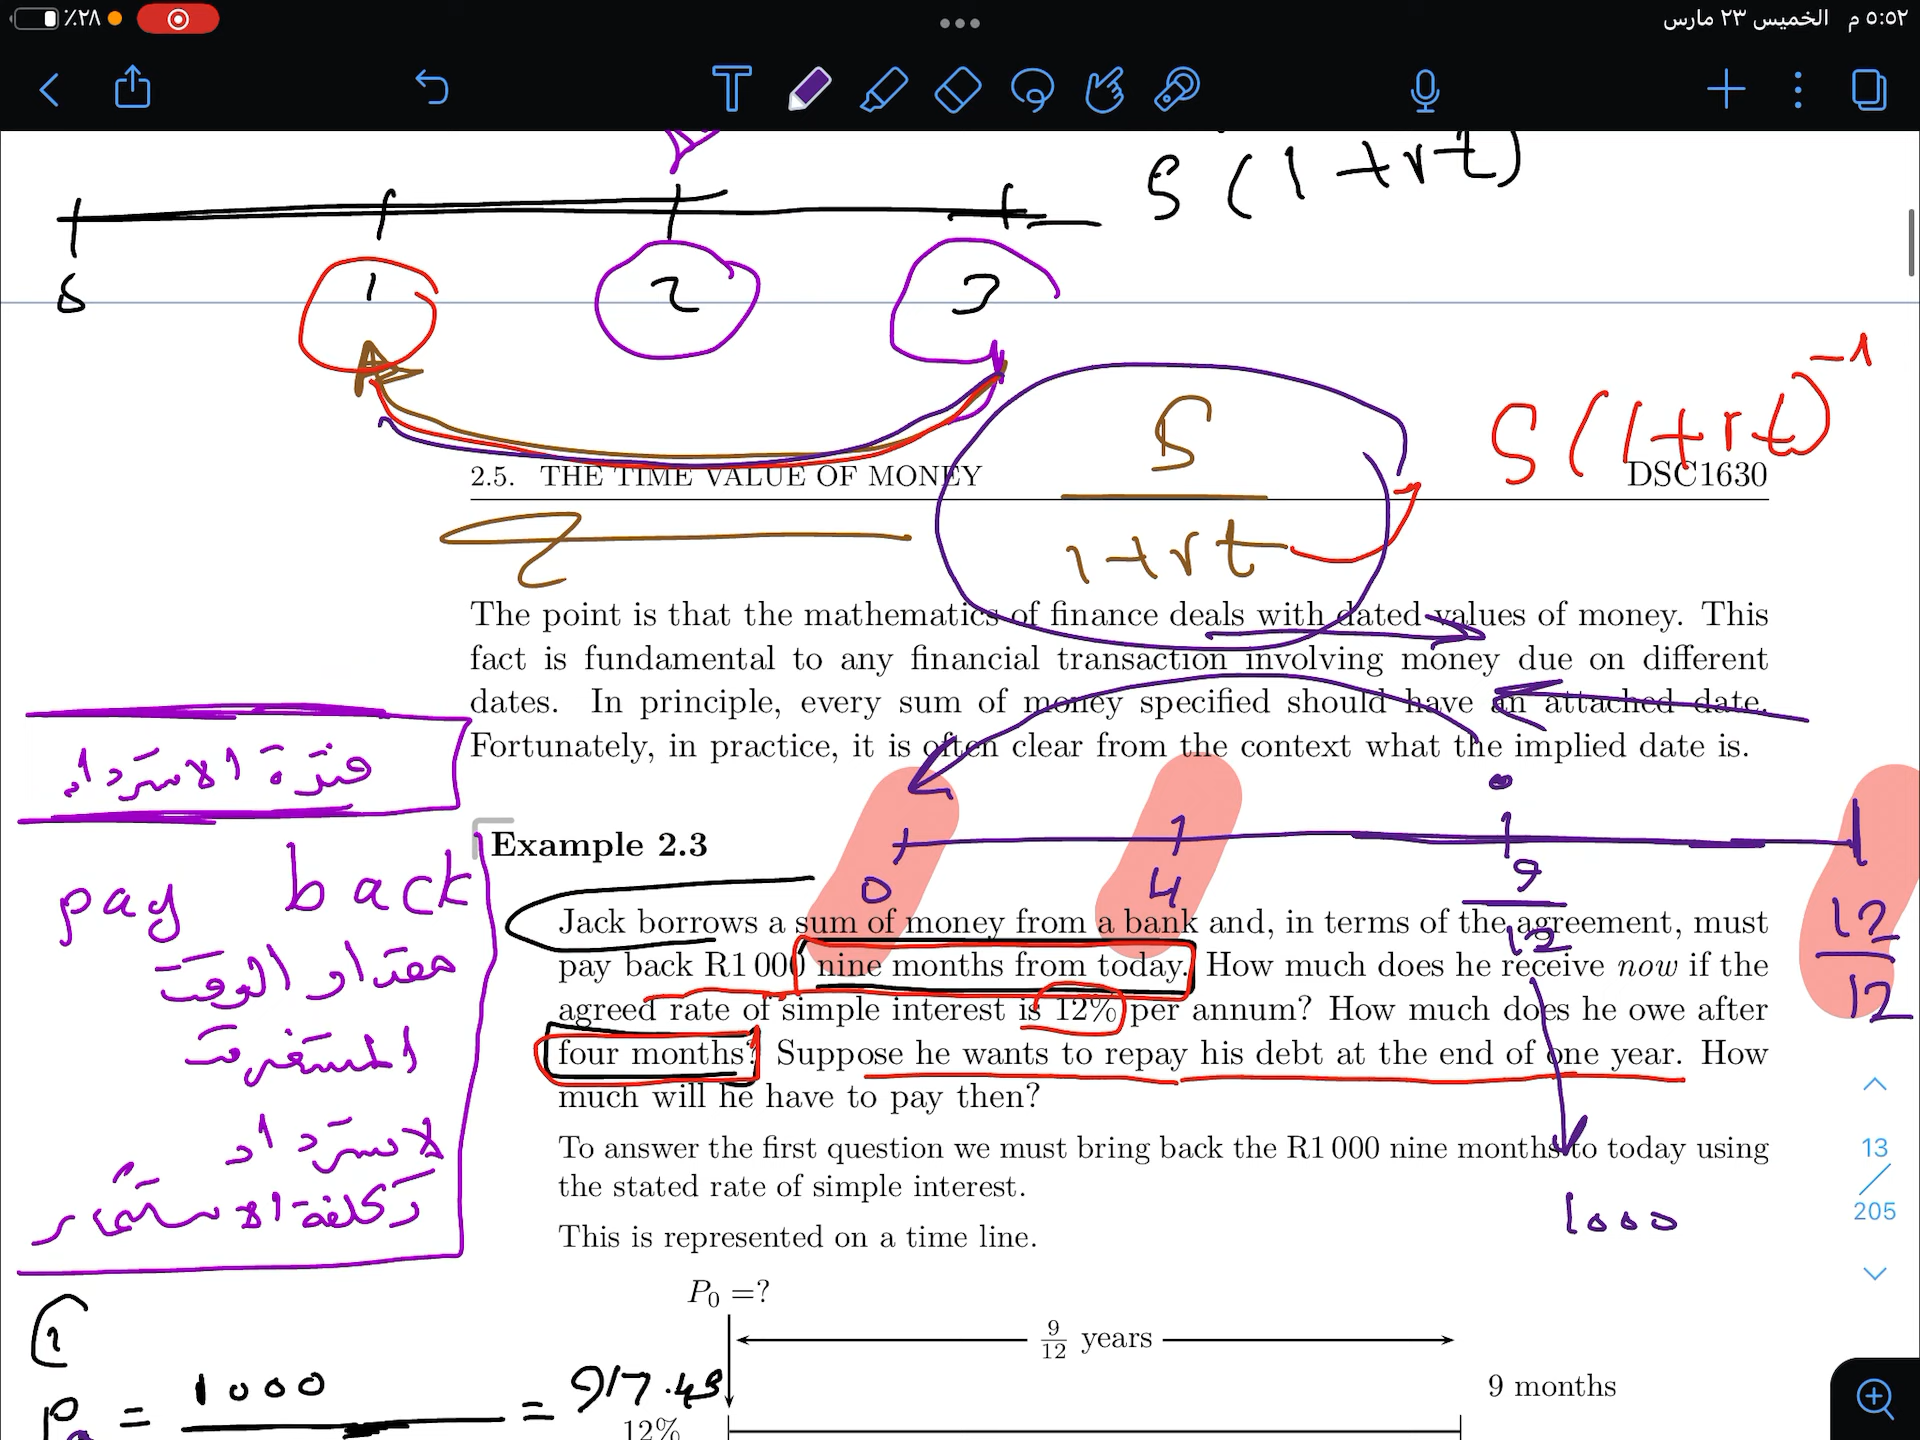 ٪٢٨
٥:٥٢ م الخميس ٢٣ مارس
S (1+rt)
S 1 2 3
S(1+rt)⁻¹
S
1+rt
2.5. THE TIME VALUE OF MONEY DSC1630
The point is that the mathematics of finance deals with dated values of money. This
fact is fundamental to any financial transaction involving money due on different
dates. In principle, every sum of money specified should have an attached date.
Fortunately, in practice, it is often clear from the context what the implied date is.
فترة الاسترداد
pay back
مقدار الوقت
المستغرق
لاسترداد
تكلفة الاستثمار
Example 2.3
0 4 9/12 12/12
Jack borrows a sum of money from a bank and, in terms of the agreement, must
pay back R1 000 nine months from today. How much does he receive now if the
agreed rate of simple interest is 12% per annum? How much does he owe after
four months? Suppose he wants to repay his debt at the end of one year. How
much will he have to pay then?
To answer the first question we must bring back the R1 000 nine months to today using
the stated rate of simple interest.
This is represented on a time line.
1000
13
205
P₀ =?
9/12 years
9 months
12%
1000
= = 917.43